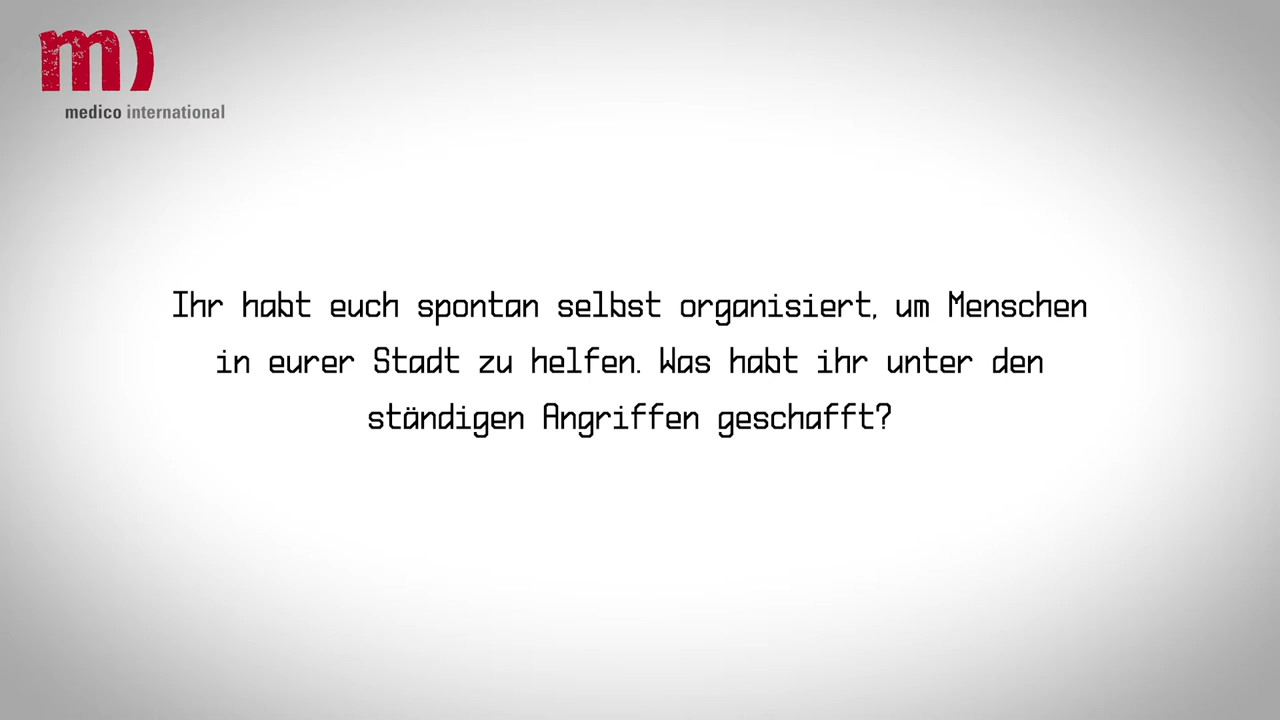 m)
medico international
Ihr habt euch spontan selbst organisiert, um Menschen
in eurer Stadt zu helfen. Was habt ihr unter den
ständigen Angriffen geschafft?